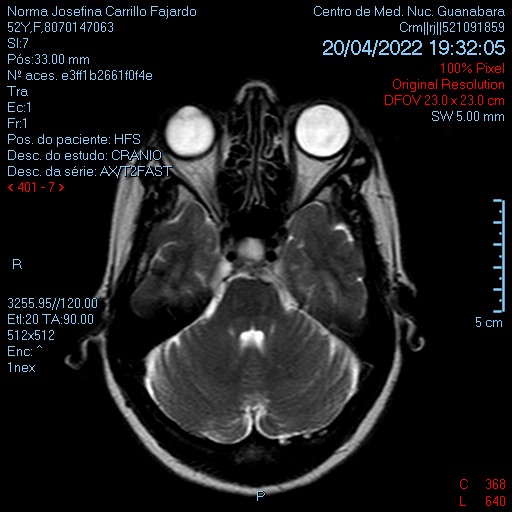 Norma Josefina Carrillo Fajardo
52Y,F,8070147063
Sl:7
Pós:33.00 mm
Nº aces. e3ff1b2661f0f4e
Tra
Ec:1
Fr:1
Pos. do paciente: HFS
Desc. do estudo: CRANIO
Desc. da série: AX/T2FAST
< 401 - 7 >
Centro de Med. Nuc. Guanabara
Crm||rj||521091859
20/04/2022 19:32:05
100% Pixel
Original Resolution
DFOV 23.0 x 23.0 cm
SW 5.00 mm
R
3255.95//120.00
Etl:20 TA:90.00
512x512
Enc: ^
1nex
5 cm
P
C 368
L 640